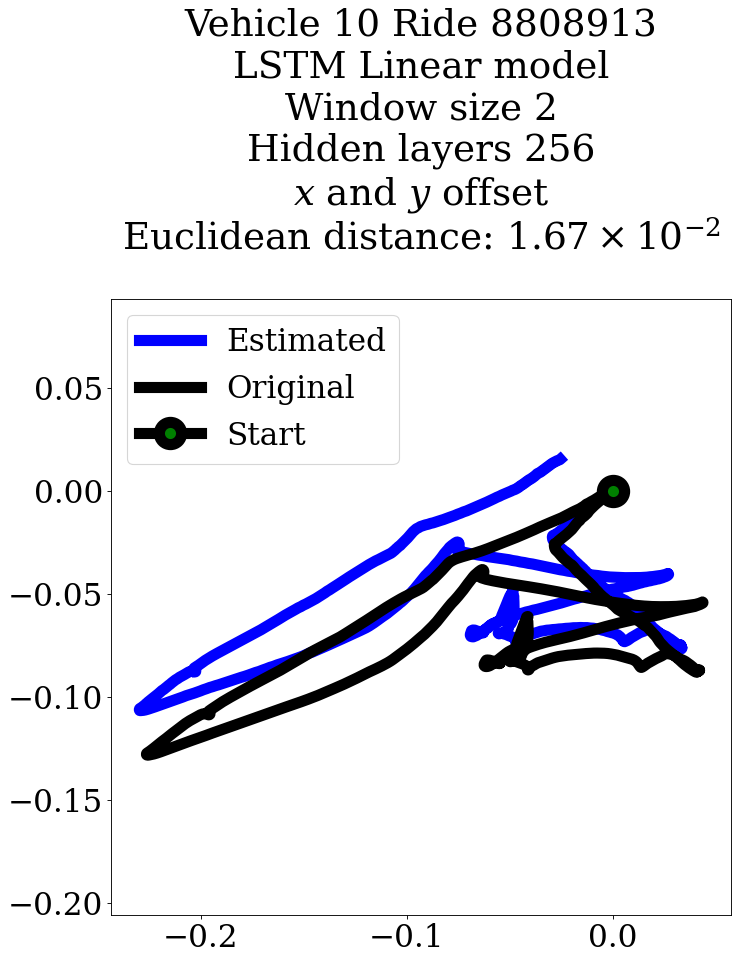 Vehicle 10 Ride 8808913
LSTM Linear model
Window size 2
Hidden layers 256
x and y offset
Euclidean distance: 1.67 × 10⁻²
Estimated
Original
Start
0.05
0.00
−0.05
−0.10
−0.15
−0.20
−0.2 −0.1 0.0